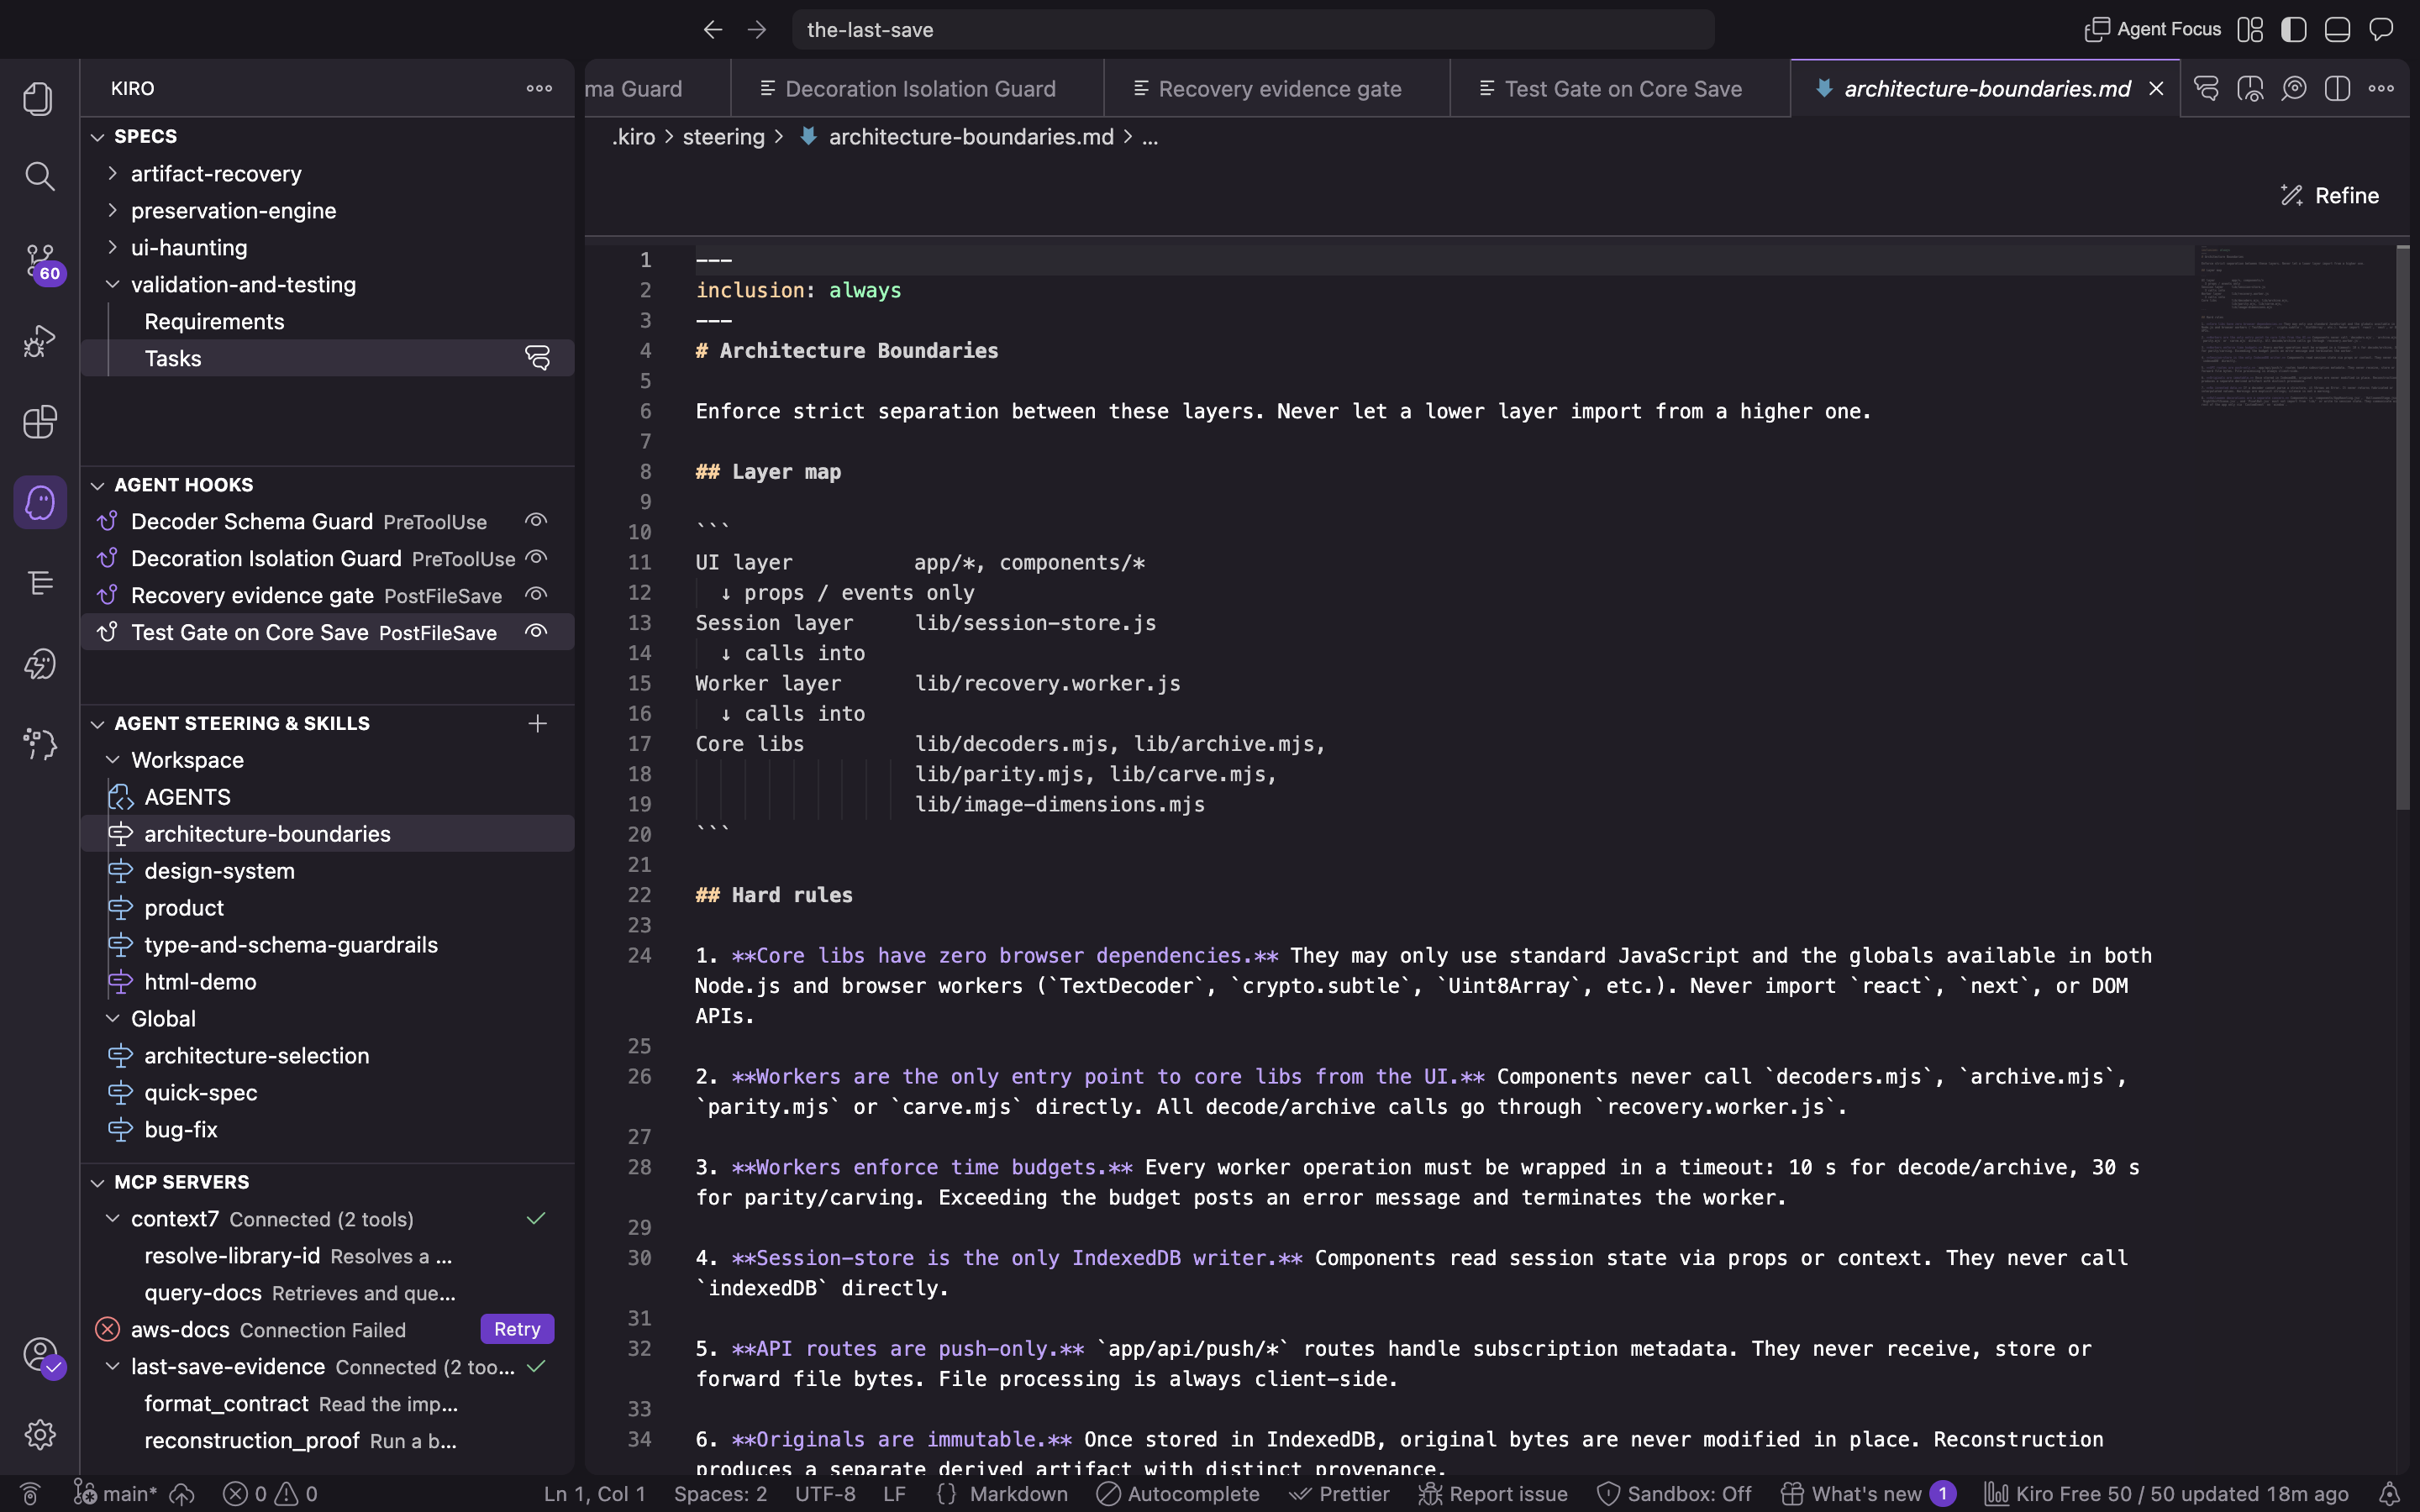 the-last-save
Agent Focus
KIRO
SPECS
artifact-recovery
preservation-engine
ui-haunting
validation-and-testing
Requirements
Tasks
60
AGENT HOOKS
Decoder Schema Guard PreToolUse
Decoration Isolation Guard PreToolUse
Recovery evidence gate PostFileSave
Test Gate on Core Save PostFileSave
AGENT STEERING & SKILLS
Workspace
AGENTS
architecture-boundaries
design-system
product
type-and-schema-guardrails
html-demo
Global
architecture-selection
quick-spec
bug-fix
MCP SERVERS
context7 Connected (2 tools)
resolve-library-id Resolves a ...
query-docs Retrieves and que...
aws-docs Connection Failed Retry
last-save-evidence Connected (2 too...
format_contract Read the imp...
reconstruction_proof Run a b...
ma Guard
Decoration Isolation Guard
Recovery evidence gate
Test Gate on Core Save
architecture-boundaries.md
.kiro > steering > architecture-boundaries.md > ...
Refine
1 ---
2 inclusion: always
3 ---
4 # Architecture Boundaries
5
6 Enforce strict separation between these layers. Never let a lower layer import from a higher one.
7
8 ## Layer map
9
10 ```
11 UI layer app/*, components/*
12 ↓ props / events only
13 Session layer lib/session-store.js
14 ↓ calls into
15 Worker layer lib/recovery.worker.js
16 ↓ calls into
17 Core libs lib/decoders.mjs, lib/archive.mjs,
18 lib/parity.mjs, lib/carve.mjs,
19 lib/image-dimensions.mjs
20 ```
21
22 ## Hard rules
23
24 1. **Core libs have zero browser dependencies.** They may only use standard JavaScript and the globals available in both
Node.js and browser workers (`TextDecoder`, `crypto.subtle`, `Uint8Array`, etc.). Never import `react`, `next`, or DOM
APIs.
25
26 2. **Workers are the only entry point to core libs from the UI.** Components never call `decoders.mjs`, `archive.mjs`,
`parity.mjs` or `carve.mjs` directly. All decode/archive calls go through `recovery.worker.js`.
27
28 3. **Workers enforce time budgets.** Every worker operation must be wrapped in a timeout: 10 s for decode/archive, 30 s
for parity/carving. Exceeding the budget posts an error message and terminates the worker.
29
30 4. **Session-store is the only IndexedDB writer.** Components read session state via props or context. They never call
`indexedDB` directly.
31
32 5. **API routes are push-only.** `app/api/push/*` routes handle subscription metadata. They never receive, store or
forward file bytes. File processing is always client-side.
33
34 6. **Originals are immutable.** Once stored in IndexedDB, original bytes are never modified in place. Reconstruction
produces a separate derived artifact with distinct provenance.
main* 0 0 Ln 1, Col 1 Spaces: 2 UTF-8 LF {} Markdown Autocomplete Prettier Report issue Sandbox: Off What's new 1 Kiro Free 50 / 50 updated 18m ago